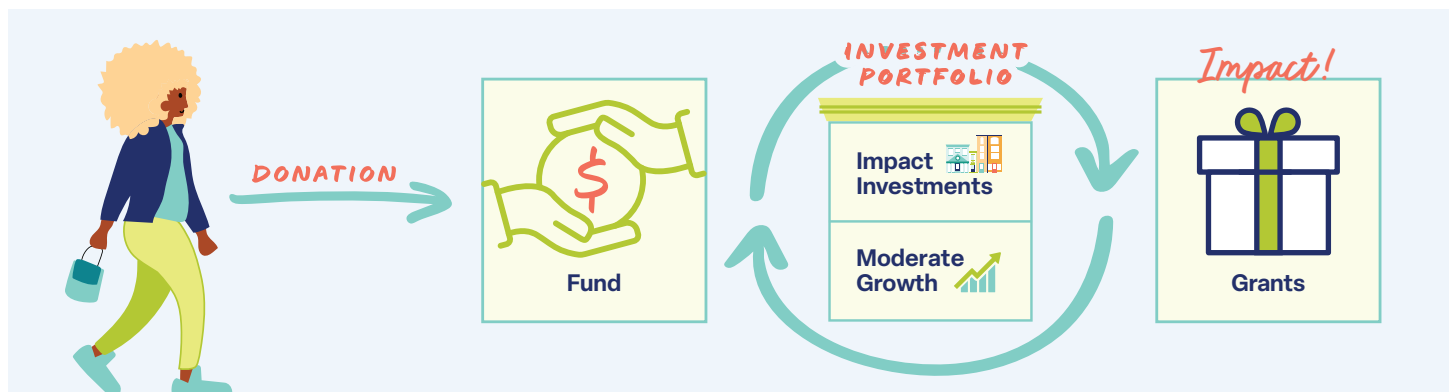 DONATION
$
Fund
INVESTMENT
PORTFOLIO
Impact
Investments
Moderate
Growth
Impact!
Grants